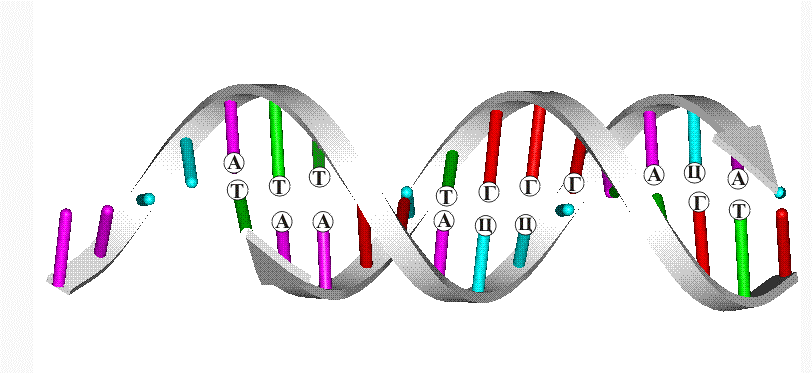 А Т Т Т Г Г Г А Ц А
Т А А А Ц Ц Г Т